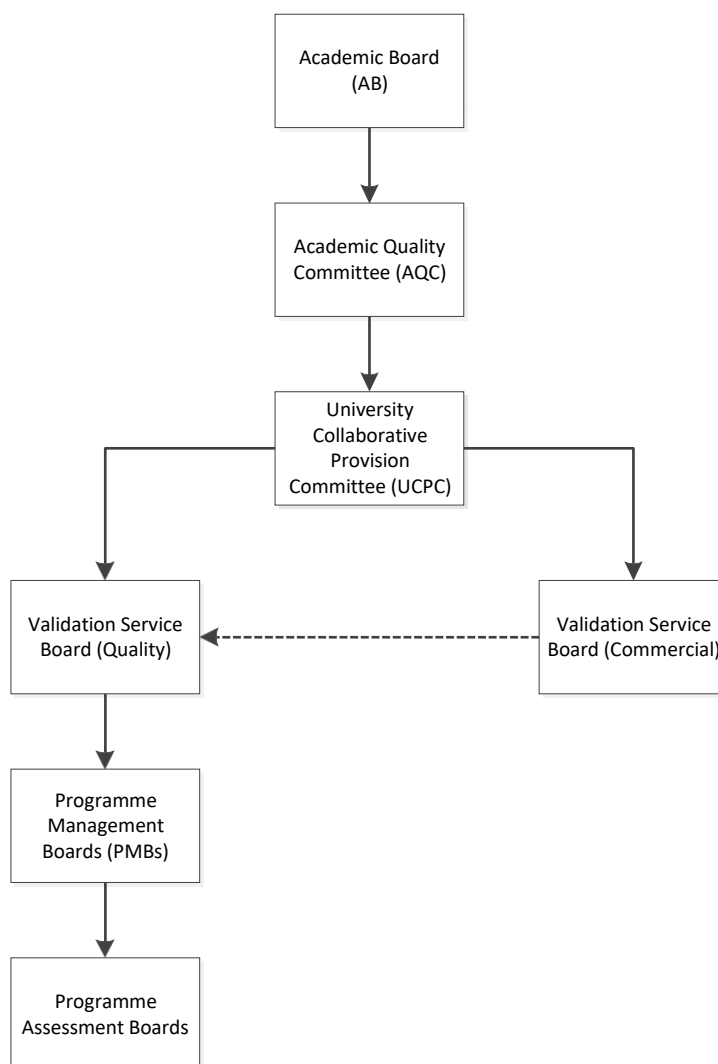 Academic Board
(AB)
Academic Quality
Committee (AQC)
University
Collaborative
Provision
Committee (UCPC)
Validation Service
Board (Quality)
Validation Service
Board (Commercial)
Programme
Management
Boards (PMBs)
Programme
Assessment Boards